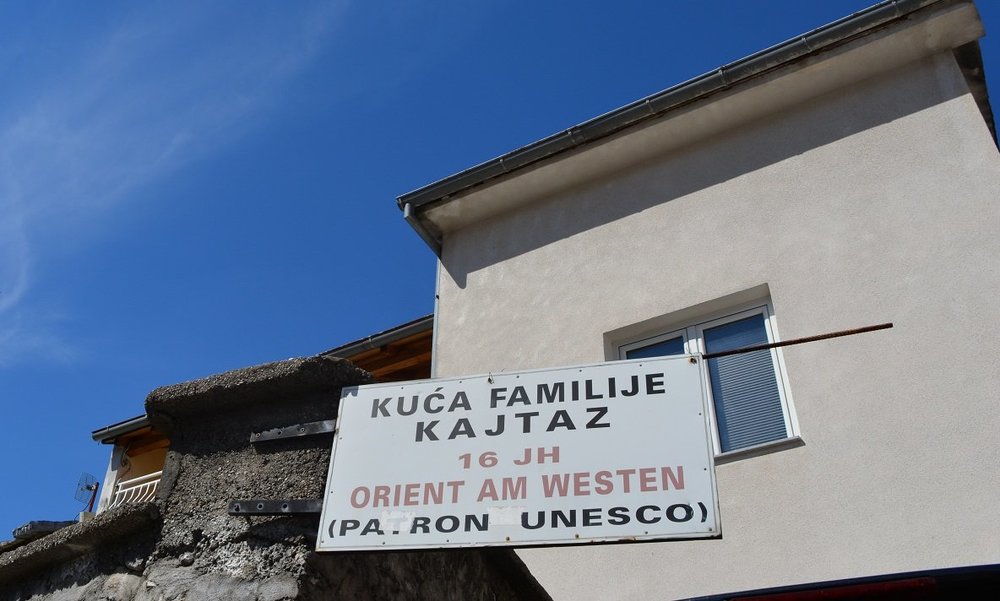 KUĆA FAMILIJE
KAJTAZ
16 JH
ORIENT AM WESTEN
(PATRON UNESCO)